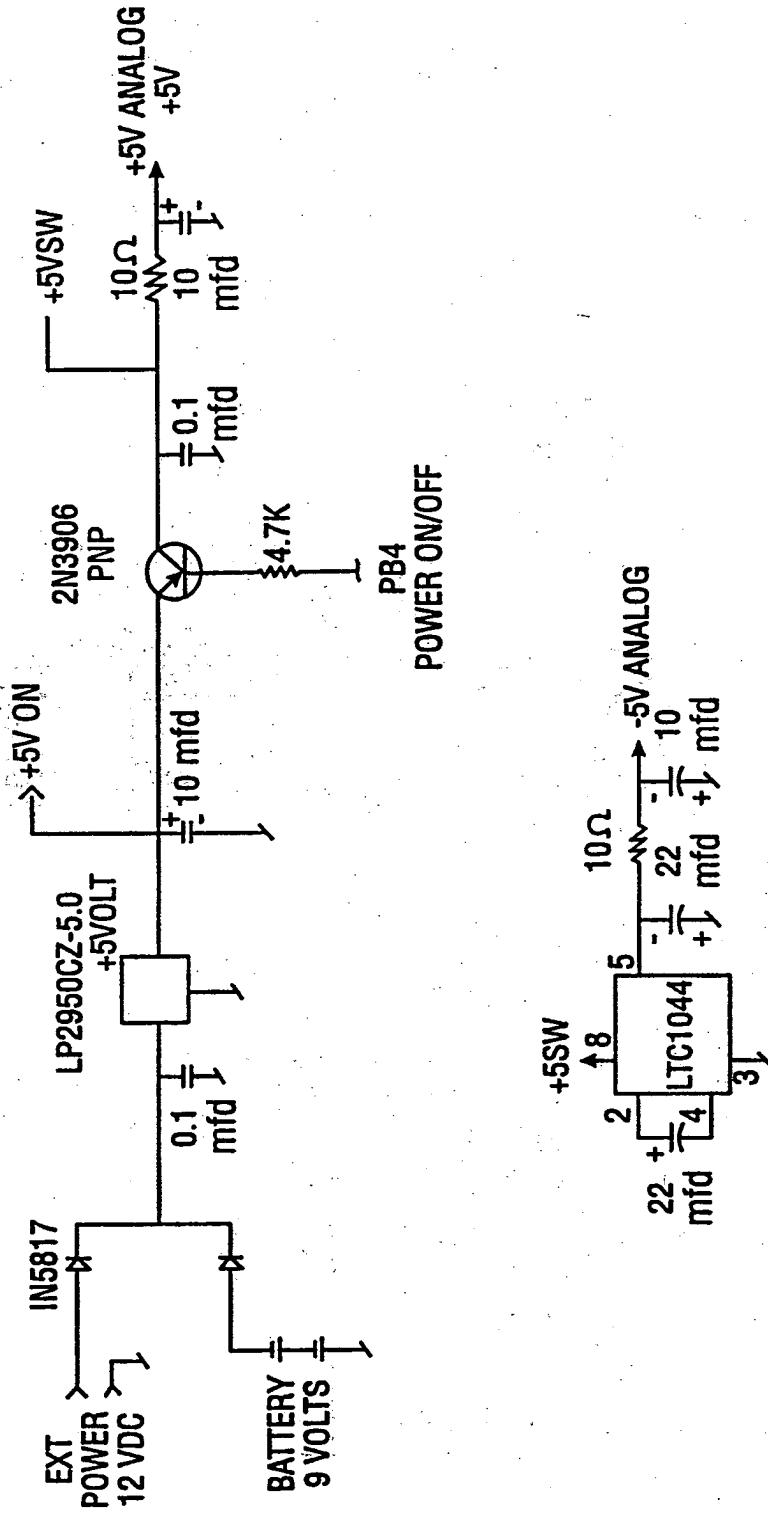 EXT
POWER
12 VDC
IN5817
BATTERY
9 VOLTS
0.1
mfd
LP2950CZ-5.0
+5VOLT
+5V ON
+
10 mfd
-
2N3906
PNP
4.7K
PB4
POWER ON/OFF
0.1
mfd
+5VSW
10Ω
10
mfd
+
-
+5V ANALOG
+5V
22
mfd
+
2
4
+5SW
8
LTC1044
3
5
-
+
10Ω
22
mfd
-
+
-5V ANALOG
10
mfd